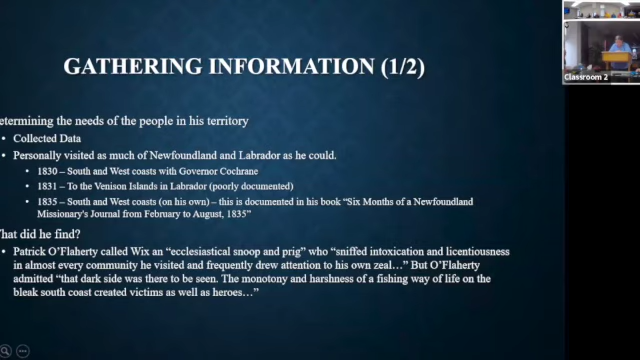 GATHERING INFORMATION (1/2)
etermining the needs of the people in his territory
• Collected Data
• Personally visited as much of Newfoundland and Labrador as he could.
• 1830 – South and West coasts with Governor Cochrane
• 1831 – To the Venison Islands in Labrador (poorly documented)
• 1835 – South and West coasts (on his own) – this is documented in his book “Six Months of a Newfoundland
Missionary's Journal from February to August, 1835”
hat did he find?
• Patrick O’Flaherty called Wix an “ecclesiastical snoop and prig” who “sniffed intoxication and licentiousness
in almost every community he visited and frequently drew attention to his own zeal…” But O’Flaherty
admitted “that dark side was there to be seen. The monotony and harshness of a fishing way of life on the
bleak south coast created victims as well as heroes…”
Classroom 2